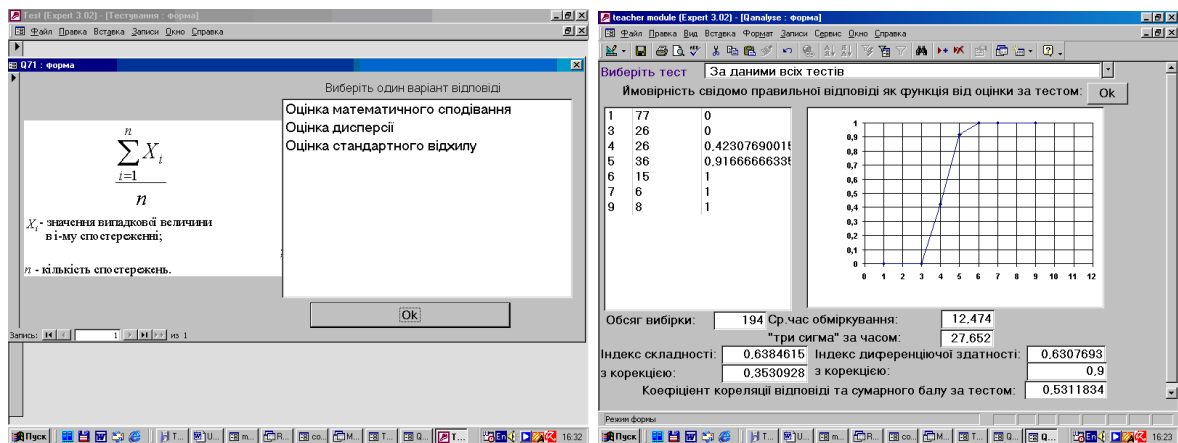 Test (Expert 3.02) - [Тестування : форма]
Файл Правка Вставка Записи Окно Справка
Q71 : форма
Виберіть один варіант відповіді
Оцінка математичного сподівання
Оцінка дисперсії
Оцінка стандартного відхилу
n
∑ X_i
i=1
n
X_i - значення випадкової величини
в i-му спостереженні;
n - кількість спостережень.
Ok
Запись: 1 из 1
Пуск
16:32
teacher module (Expert 3.02) - [Qanalyse : форма]
Файл Правка Вид Вставка Формат Записи Сервис Окно Справка
Виберіть тест За даними всіх тестів
Ймовірність свідомо правильної відповіді як функція від оцінки за тестом: Ok
1 77 0
3 26 0
4 26 0,4230769001
5 36 0,9166666633
6 15 1
7 6 1
9 8 1
1
0,9
0,8
0,7
0,6
0,5
0,4
0,3
0,2
0,1
0
0 1 2 3 4 5 6 7 8 9 10 11 12
Обсяг вибірки: 194 Ср.час обміркування: 12,474
"три сигма" за часом: 27,652
Індекс складності: 0,6384615 Індекс диференціючої здатності: 0,6307693
з корекцією: 0,3530928 з корекцією: 0,9
Коефіціент кореляції відповіді та сумарного балу за тестом: 0,5311834
Режим формы
Пуск
16:23